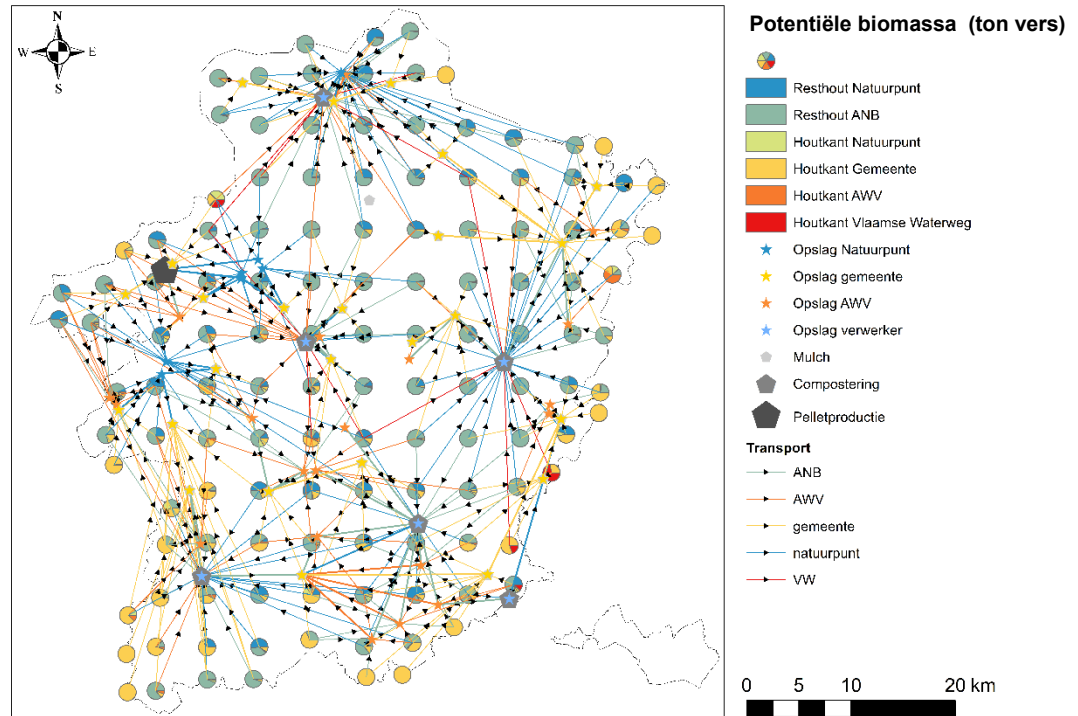 N
W E
S
Potentiële biomassa (ton vers)
Resthout Natuurpunt
Resthout ANB
Houtkant Natuurpunt
Houtkant Gemeente
Houtkant AWV
Houtkant Vlaamse Waterweg
Opslag Natuurpunt
Opslag gemeente
Opslag AWV
Opslag verwerker
Mulch
Compostering
Pelletproductie
Transport
ANB
AWV
gemeente
natuurpunt
VW
0 5 10 20 km